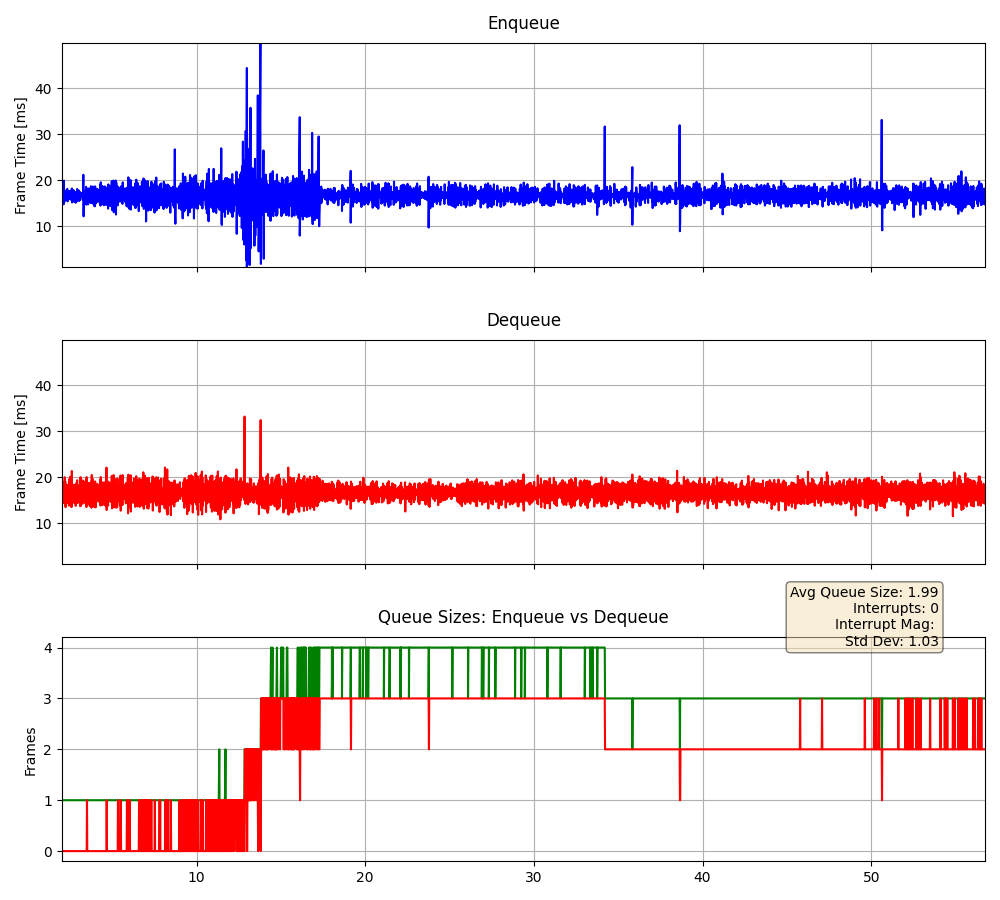 Enqueue
Frame Time [ms]
40
30
20
10
Dequeue
Frame Time [ms]
40
30
20
10
Avg Queue Size: 1.99
Interrupts: 0
Interrupt Mag:
Std Dev: 1.03
Queue Sizes: Enqueue vs Dequeue
Frames
4
3
2
1
0
10 20 30 40 50